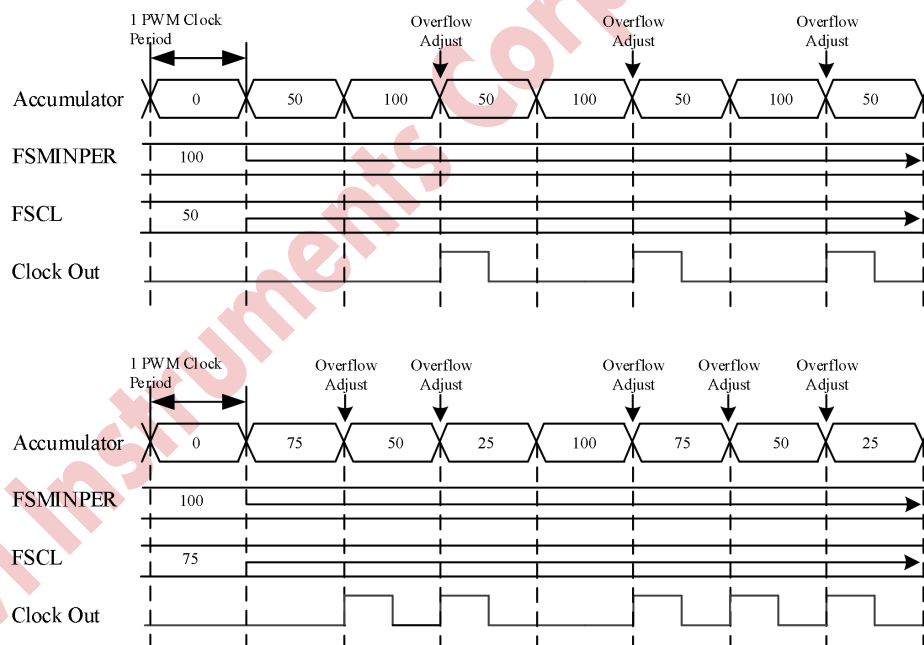 1 PWM Clock
Period
Overflow
Adjust
Overflow
Adjust
Overflow
Adjust
Accumulator 0 50 100 50 100 50 100 50
FSMINPER 100
FSCL 50
Clock Out
1 PWM Clock
Period
Overflow
Adjust
Overflow
Adjust
Overflow
Adjust
Overflow
Adjust
Overflow
Adjust
Accumulator 0 75 50 25 100 75 50 25
FSMINPER 100
FSCL 75
Clock Out
Instruments Corp